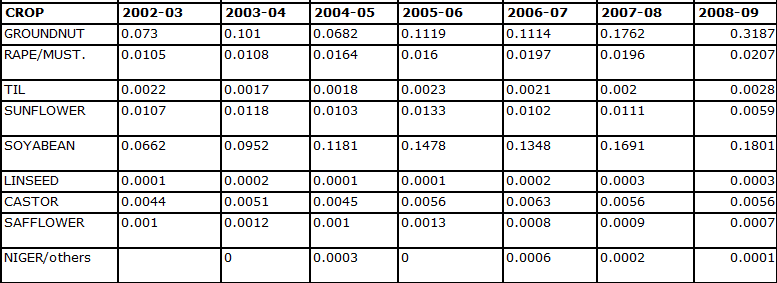 CROP 2002-03 2003-04 2004-05 2005-06 2006-07 2007-08 2008-09
GROUNDNUT 0.073 0.101 0.0682 0.1119 0.1114 0.1762 0.3187
RAPE/MUST. 0.0105 0.0108 0.0164 0.016 0.0197 0.0196 0.0207
TIL 0.0022 0.0017 0.0018 0.0023 0.0021 0.002 0.0028
SUNFLOWER 0.0107 0.0118 0.0103 0.0133 0.0102 0.0111 0.0059
SOYABEAN 0.0662 0.0952 0.1181 0.1478 0.1348 0.1691 0.1801
LINSEED 0.0001 0.0002 0.0001 0.0001 0.0002 0.0003 0.0003
CASTOR 0.0044 0.0051 0.0045 0.0056 0.0063 0.0056 0.0056
SAFFLOWER 0.001 0.0012 0.001 0.0013 0.0008 0.0009 0.0007
NIGER/others 0 0.0003 0 0.0006 0.0002 0.0001